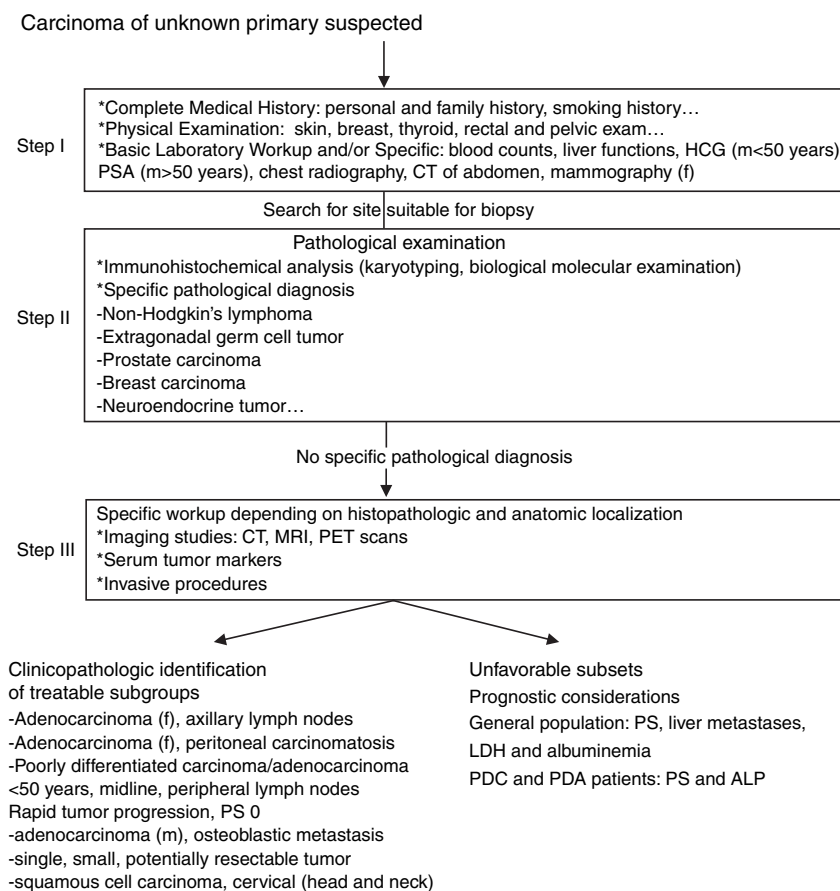 Carcinoma of unknown primary suspected
Step I
*Complete Medical History: personal and family history, smoking history…
*Physical Examination: skin, breast, thyroid, rectal and pelvic exam…
*Basic Laboratory Workup and/or Specific: blood counts, liver functions, HCG (m<50 years)
PSA (m>50 years), chest radiography, CT of abdomen, mammography (f)
Search for site suitable for biopsy
Step II
Pathological examination
*Immunohistochemical analysis (karyotyping, biological molecular examination)
*Specific pathological diagnosis
-Non-Hodgkin's lymphoma
-Extragonadal germ cell tumor
-Prostate carcinoma
-Breast carcinoma
-Neuroendocrine tumor…
No specific pathological diagnosis
Step III
Specific workup depending on histopathologic and anatomic localization
*Imaging studies: CT, MRI, PET scans
*Serum tumor markers
*Invasive procedures
Clinicopathologic identification
of treatable subgroups
-Adenocarcinoma (f), axillary lymph nodes
-Adenocarcinoma (f), peritoneal carcinomatosis
-Poorly differentiated carcinoma/adenocarcinoma
<50 years, midline, peripheral lymph nodes
Rapid tumor progression, PS 0
-adenocarcinoma (m), osteoblastic metastasis
-single, small, potentially resectable tumor
-squamous cell carcinoma, cervical (head and neck)
Unfavorable subsets
Prognostic considerations
General population: PS, liver metastases,
LDH and albuminemia
PDC and PDA patients: PS and ALP